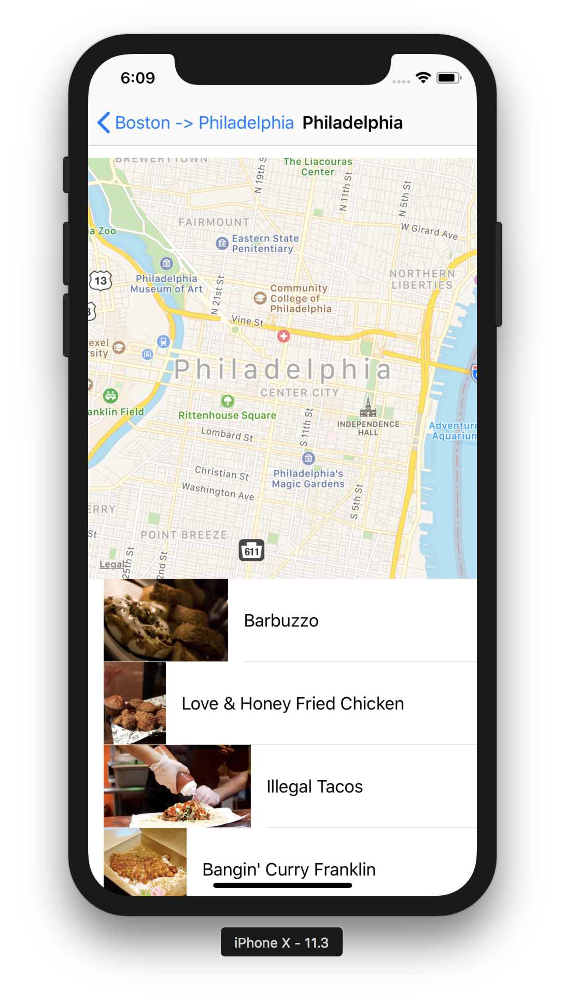 6:09
Boston -> Philadelphia Philadelphia
BREWERYTOWN
N 19th S
The Liacouras
Center
N 11th St
N 5th St
FAIRMOUNT
W Girard Ave
ia Zoo
Eastern State
Penitentiary
13
Philadelphia
Museum of Art
NORTHERN
LIBERTIES
N 21st St
Community
College of
Philadelphia
Vine St
exel
rsity
Philadelphia
CENTER CITY
anklin Field
Rittenhouse Square
INDEPENDENCE
HALL
Adventure
Aquarium
Lombard St
S 11th St
Christian St
Philadelphia's
Magic Gardens
Washington Ave
S 5th St
ERRY
St
POINT BREEZE
611
Legal
25th St
2nd St
Barbuzzo
Love & Honey Fried Chicken
Illegal Tacos
Bangin' Curry Franklin
iPhone X - 11.3